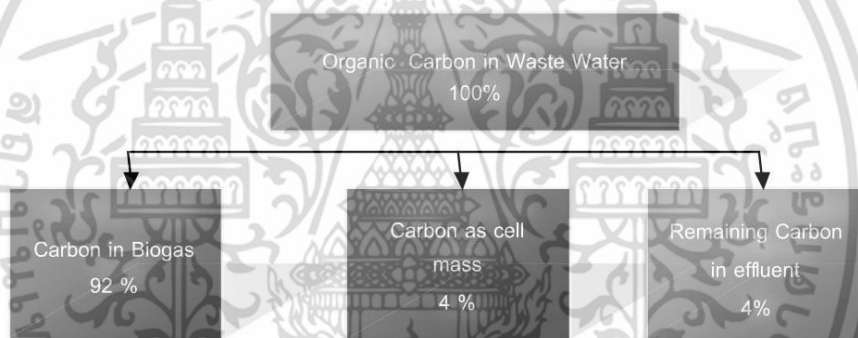 Organic Carbon in Waste Water
100%
Carbon in Biogas
92 %
Carbon as cell
mass
4 %
Remaining Carbon
in effluent
4%